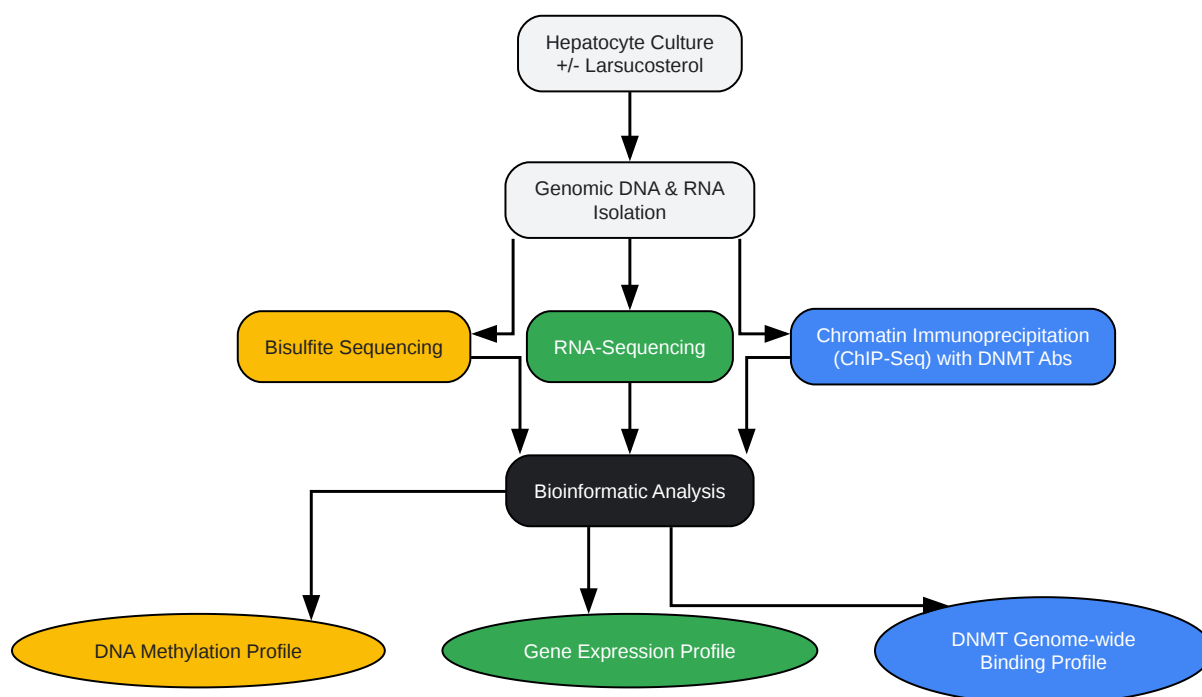 Hepatocyte Culture
+/- Larsucosterol
Genomic DNA & RNA
Isolation
Bisulfite Sequencing
RNA-Sequencing
Chromatin Immunoprecipitation
(ChIP-Seq) with DNMT Abs
Bioinformatic Analysis
DNA Methylation Profile
Gene Expression Profile
DNMT Genome-wide
Binding Profile